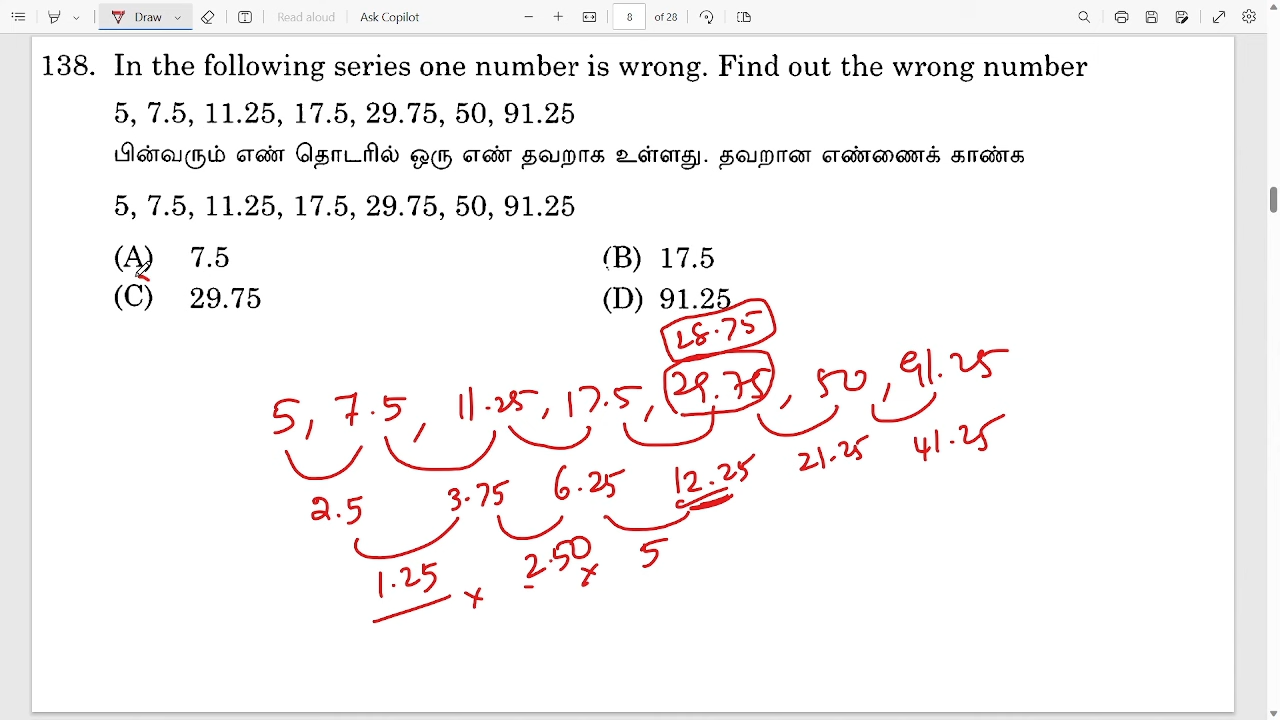 Draw
Read aloud
Ask Copilot
8 of 28
138. In the following series one number is wrong. Find out the wrong number
5, 7.5, 11.25, 17.5, 29.75, 50, 91.25
பின்வரும் எண் தொடரில் ஒரு எண் தவறாக உள்ளது. தவறான எண்ணைக் காண்க
5, 7.5, 11.25, 17.5, 29.75, 50, 91.25
(A) 7.5 (B) 17.5
(C) 29.75 (D) 91.25
28.75
5, 7.5, 11.25, 17.5, 29.75, 50, 91.25
2.5 3.75 6.25 12.25 21.25 41.25
1.25 x 2.50 x 5